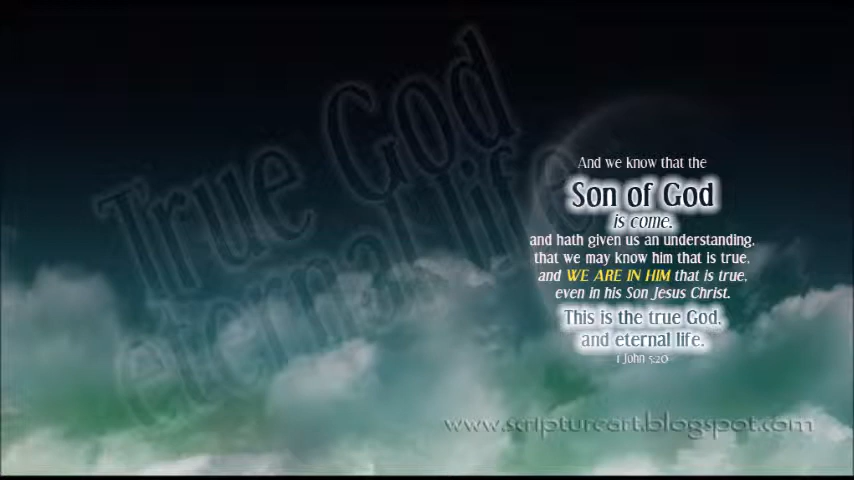 True God
eternal life
And we know that the
Son of God
is come,
and hath given us an understanding,
that we may know him that is true,
and WE ARE IN HIM that is true,
even in his Son Jesus Christ.
This is the true God,
and eternal life.
1 John 5:20
www.scriptureart.blogspot.com